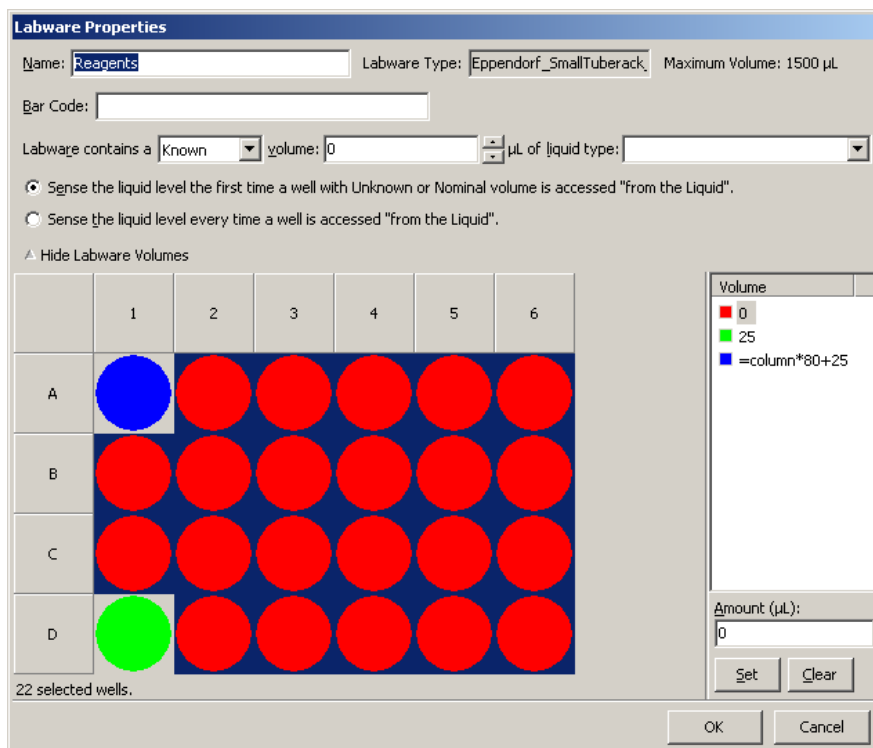 Labware Properties
Name: Reagents Labware Type: Eppendorf_SmallTuberack_ Maximum Volume: 1500 µL
Bar Code:
Labware contains a Known volume: 0 µL of liquid type:
Sense the liquid level the first time a well with Unknown or Nominal volume is accessed "from the Liquid".
Sense the liquid level every time a well is accessed "from the Liquid".
Hide Labware Volumes
1 2 3 4 5 6
A
B
C
D
22 selected wells.
Volume
0
25
=column*80+25
Amount (µL):
0
Set Clear
OK Cancel